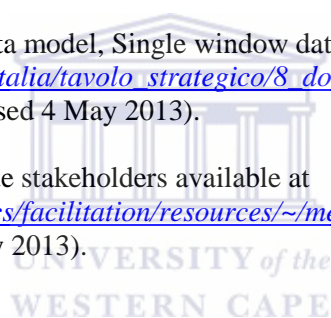 ta model, Single window dat
talia/tavolo_strategico/8_do
sed 4 May 2013).
e stakeholders available at
s/facilitation/resources/~/me
y 2013).
UNIVERSITY of the
WESTERN CAPE